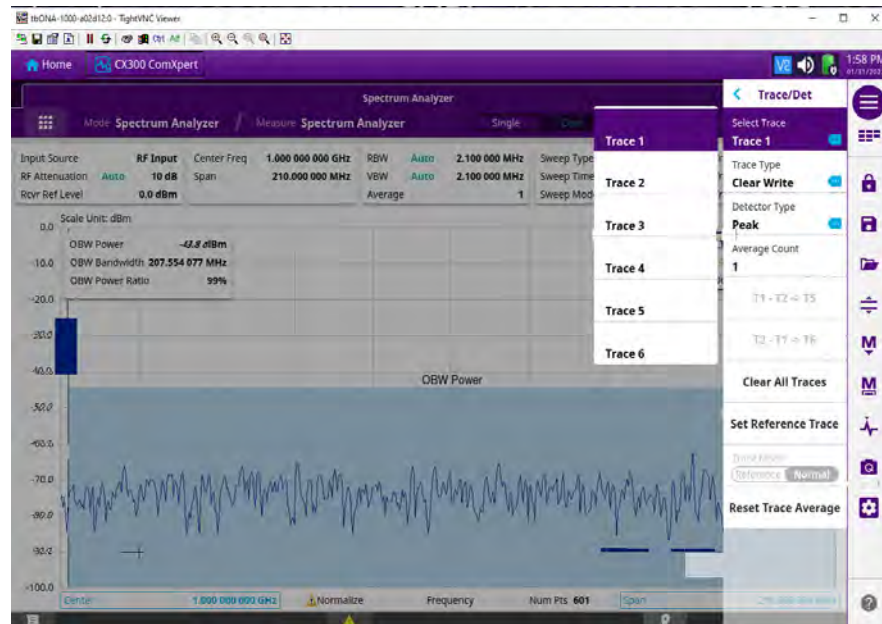 ttrONA-1000-a02d12:0 - TightVNC Viewer
Ctrl Alt
Home
CX300 ComXpert
1:58 PM
Spectrum Analyzer
Mode Spectrum Analyzer / Measure Spectrum Analyzer
Single
Trace/Det
Input Source RF Input
RF Attenuation Auto 10 dB
Rcvr Ref Level 0.0 dBm
Center Freq 1.000 000 000 GHz
Span 210.000 000 MHz
RBW Auto 2.100 000 MHz
VBW Auto 2.100 000 MHz
Average 1
Sweep Type
Sweep Time
Sweep Mod
Trace 1
Trace 2
Trace 3
Trace 4
Trace 5
Trace 6
Select Trace
Trace 1
Trace Type
Clear Write
Detector Type
Peak
Average Count
1
T1 - T2 -> T5
T2 - T1 -> T6
Clear All Traces
Set Reference Trace
Trace Mode
Reference Normal
Reset Trace Average
Scale Unit: dBm
OBW Power -43.8 dBm
OBW Bandwidth 207.554 077 MHz
OBW Power Ratio 99%
0.0
-10.0
-20.0
-30.0
-40.0
-50.0
-60.0
-70.0
-80.0
-90.0
-100.0
OBW Power
Center 1.000 000 000 GHz
Normalize
Frequency
Num Pts 601
Span